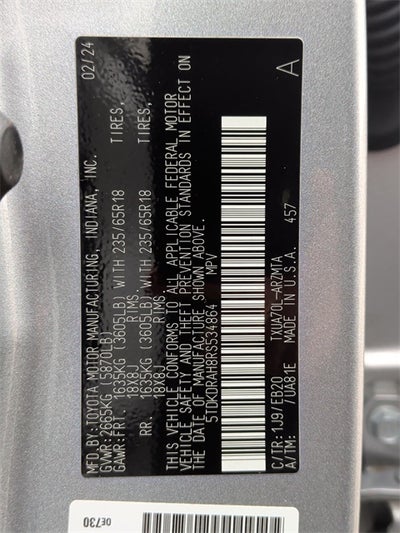 MFD.BY:TOYOTA MOTOR MANUFACTURING, INDIANA, INC. 02/24
GVWR:2665KG (5870LB)
GAWR:FRT. 1635KG (3605LB) WITH 235/65R18 TIRES,
18X8J RIMS,
RR. 1635KG (3605LB) WITH 235/65R18 TIRES,
18X8J RIMS.
THIS VEHICLE CONFORMS TO ALL APPLICABLE FEDERAL MOTOR
VEHICLE SAFETY AND THEFT PREVENTION STANDARDS IN EFFECT ON
THE DATE OF MANUFACTURE SHOWN ABOVE.
5TDKDRAH8RS534864 MPV
C/TR:1J9/EB20 TXUA70L-ARZMTA A
A/TM: /UA81E MADE IN U.S.A. 457
0E730